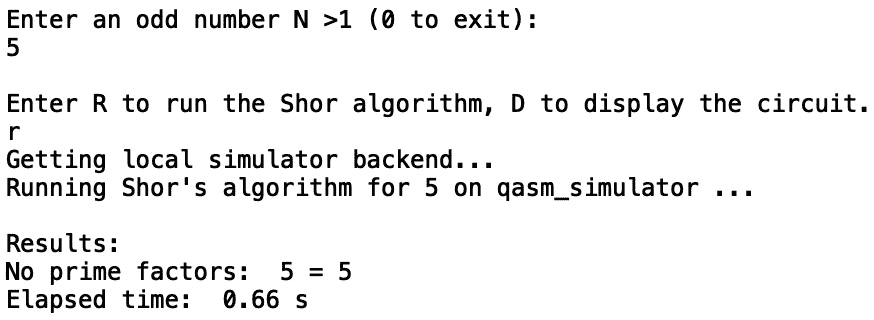 Enter an odd number N >1 (0 to exit):
5
Enter R to run the Shor algorithm, D to display the circuit.
r
Getting local simulator backend...
Running Shor's algorithm for 5 on qasm_simulator ...
Results:
No prime factors:  5 = 5
Elapsed time:  0.66 s